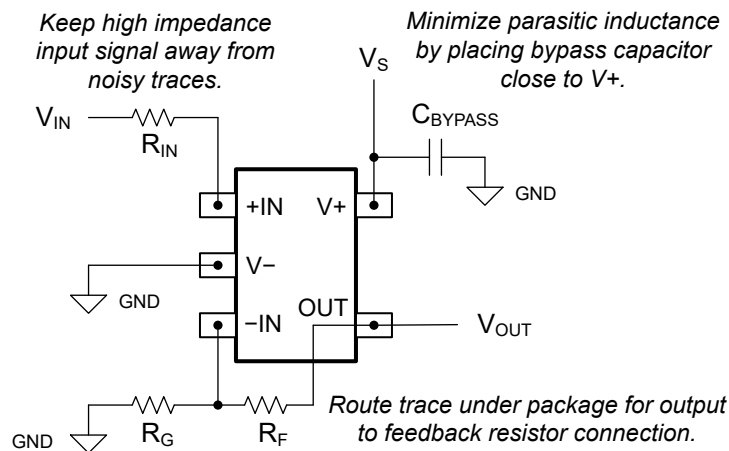 Keep high impedance
input signal away from
noisy traces.
Minimize parasitic inductance
by placing bypass capacitor
close to V+.
VS
VIN
RIN
CBYPASS
GND
+IN
V+
V−
GND
OUT
−IN
VOUT
RG
RF
GND
Route trace under package for output
to feedback resistor connection.